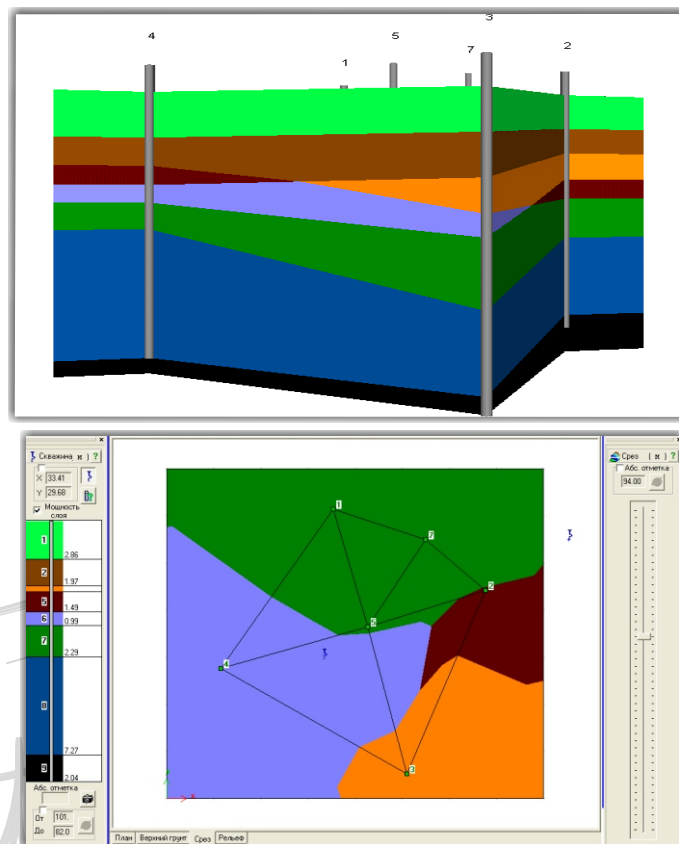 3
4
5
2
1
7
Скважина ( м ) ?
Срез ( м ) ?
X 33.41
Y 29.68
Абс. отметка
94.00
Мощность
слоя
1
2.86
2
1.97
5
1.49
6
0.99
7
2.29
8
7.27
9
2.04
Абс. отметка
От 101.
До 82.0
1
7
2
5
4
3
x
План Верхний грунт Срез Рельеф